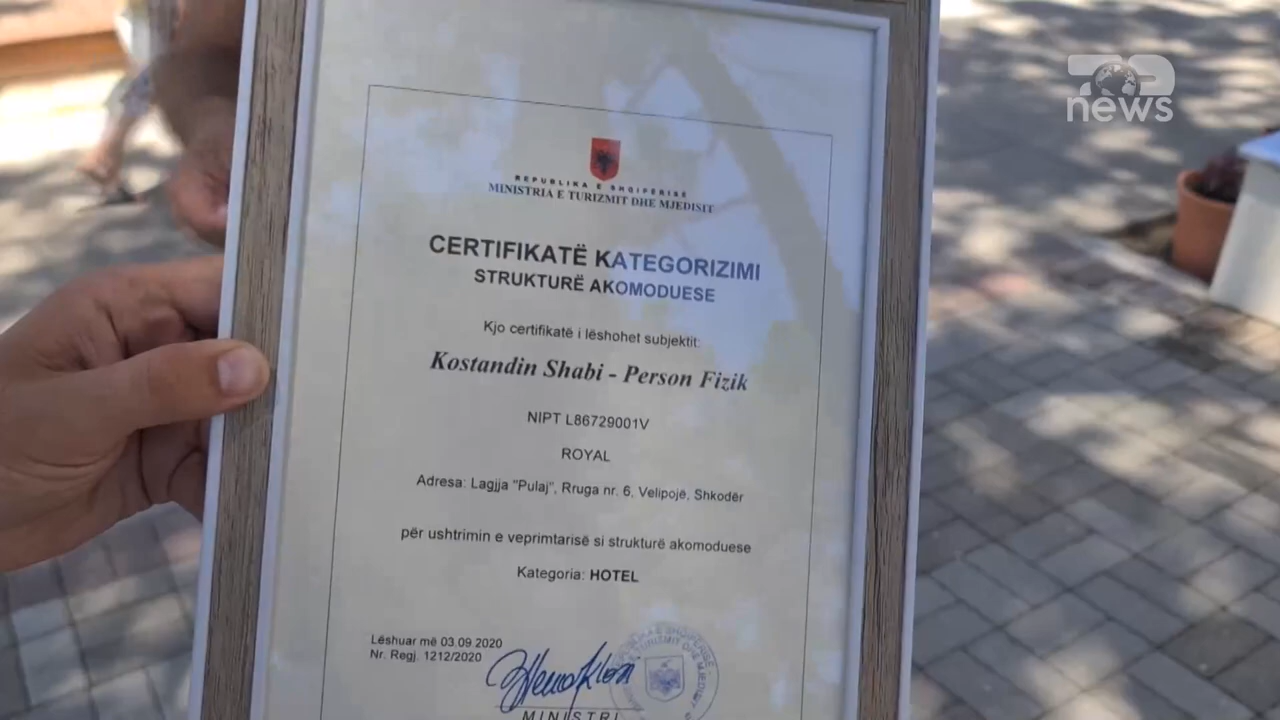 news
REPUBLIKA E SHQIPËRISË
MINISTRIA E TURIZMIT DHE MJEDISIT
CERTIFIKATË KATEGORIZIMI
STRUKTURË AKOMODUESE
Kjo certifikatë i lëshohet subjektit:
Kostandin Shabi - Person Fizik
NIPT L86729001V
ROYAL
Adresa: Lagjja "Pulaj", Rruga nr. 6, Velipojë, Shkodër
për ushtrimin e veprimtarisë si strukturë akomoduese
Kategoria: HOTEL
Lëshuar më 03.09.2020
Nr. Regj. 1212/2020
MINISTRI